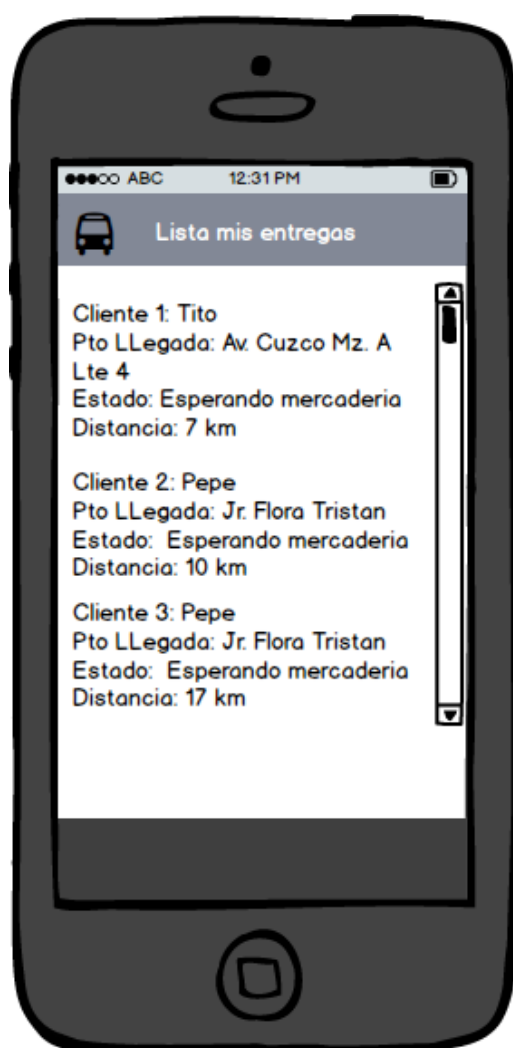 ABC 12:31 PM
Lista mis entregas
Cliente 1: Tito
Pto LLegada: Av. Cuzco Mz. A
Lte 4
Estado: Esperando mercaderia
Distancia: 7 km
Cliente 2: Pepe
Pto LLegada: Jr. Flora Tristan
Estado:  Esperando mercaderia
Distancia: 10 km
Cliente 3: Pepe
Pto LLegada: Jr. Flora Tristan
Estado:  Esperando mercaderia
Distancia: 17 km